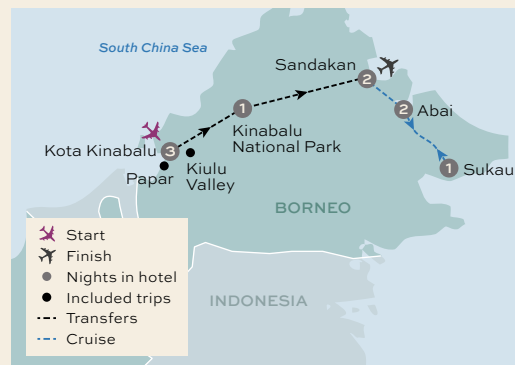 South China Sea
Sandakan
2
1
2
Abai
Kinabalu
National Park
Kota Kinabalu
3
Papar
Kiulu
Valley
1
Sukau
BORNEO
Start
Finish
Nights in hotel
Included trips
Transfers
Cruise
INDONESIA